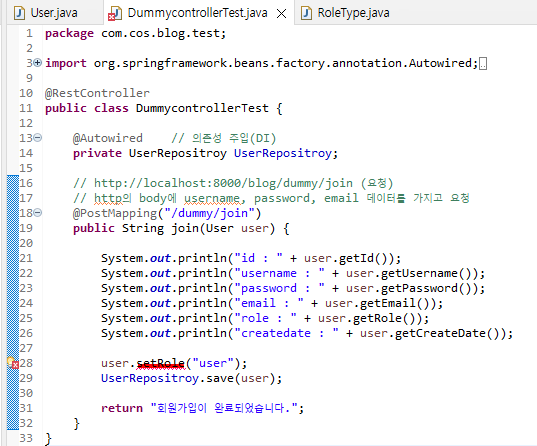 User.java DummycontrollerTest.java RoleType.java
1 package com.cos.blog.test;
2
3 import org.springframework.beans.factory.annotation.Autowired;
9
10 @RestController
11 public class DummycontrollerTest {
12
13 @Autowired // 의존성 주입(DI)
14 private UserRepositroy UserRepositroy;
15
16 // http://localhost:8000/blog/dummy/join (요청)
17 // http의 body에 username, password, email 데이터를 가지고 요청
18 @PostMapping("/dummy/join")
19 public String join(User user) {
20
21 System.out.println("id : " + user.getId());
22 System.out.println("username : " + user.getUsername());
23 System.out.println("password : " + user.getPassword());
24 System.out.println("email : " + user.getEmail());
25 System.out.println("role : " + user.getRole());
26 System.out.println("createdate : " + user.getCreateDate());
27
28 user.setRole("user");
29 UserRepositroy.save(user);
30
31 return "회원가입이 완료되었습니다.";
32 }
33 }